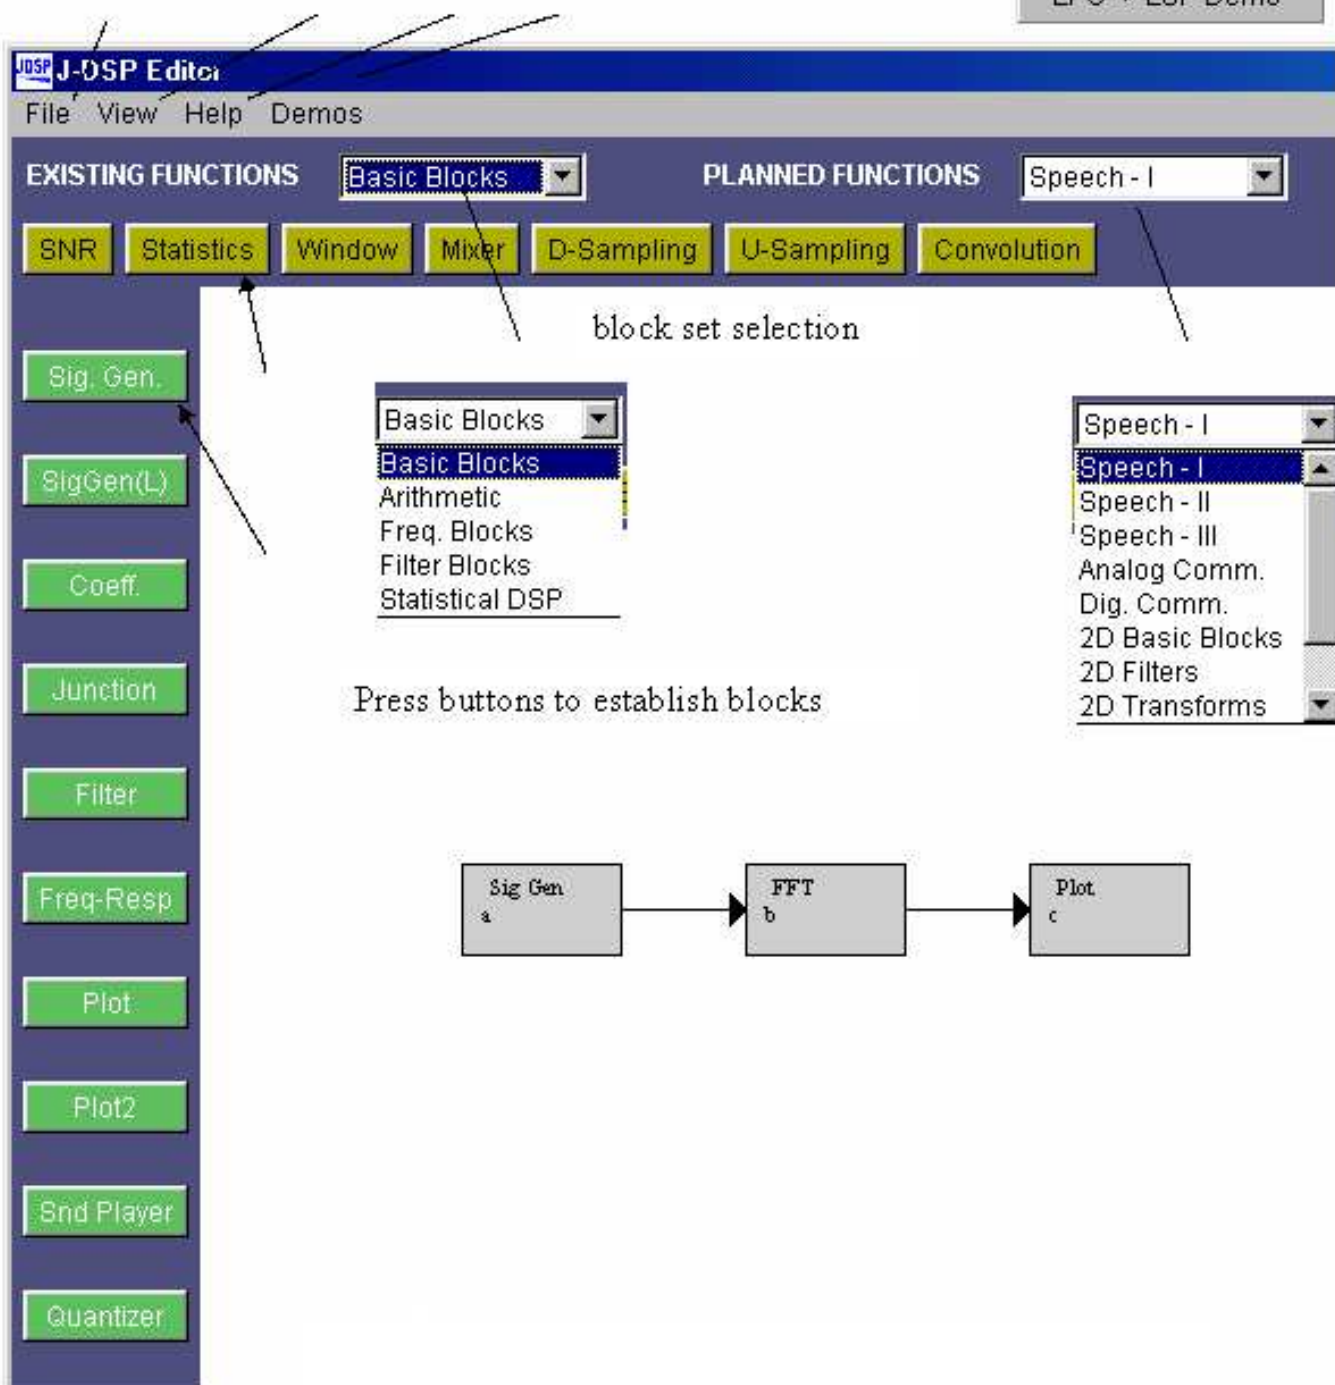 JDSP J-DSP Editor
File View Help Demos
EXISTING FUNCTIONS Basic Blocks PLANNED FUNCTIONS Speech - I
SNR Statistics Window Mixer D-Sampling U-Sampling Convolution
block set selection
Sig. Gen.
SigGen(L)
Coeff.
Junction
Filter
Freq-Resp
Plot
Plot2
Snd Player
Quantizer
Basic Blocks
Basic Blocks
Arithmetic
Freq. Blocks
Filter Blocks
Statistical DSP
Speech - I
Speech - I
Speech - II
Speech - III
Analog Comm.
Dig. Comm.
2D Basic Blocks
2D Filters
2D Transforms
Press buttons to establish blocks
Sig Gen
a
FFT
b
Plot
c